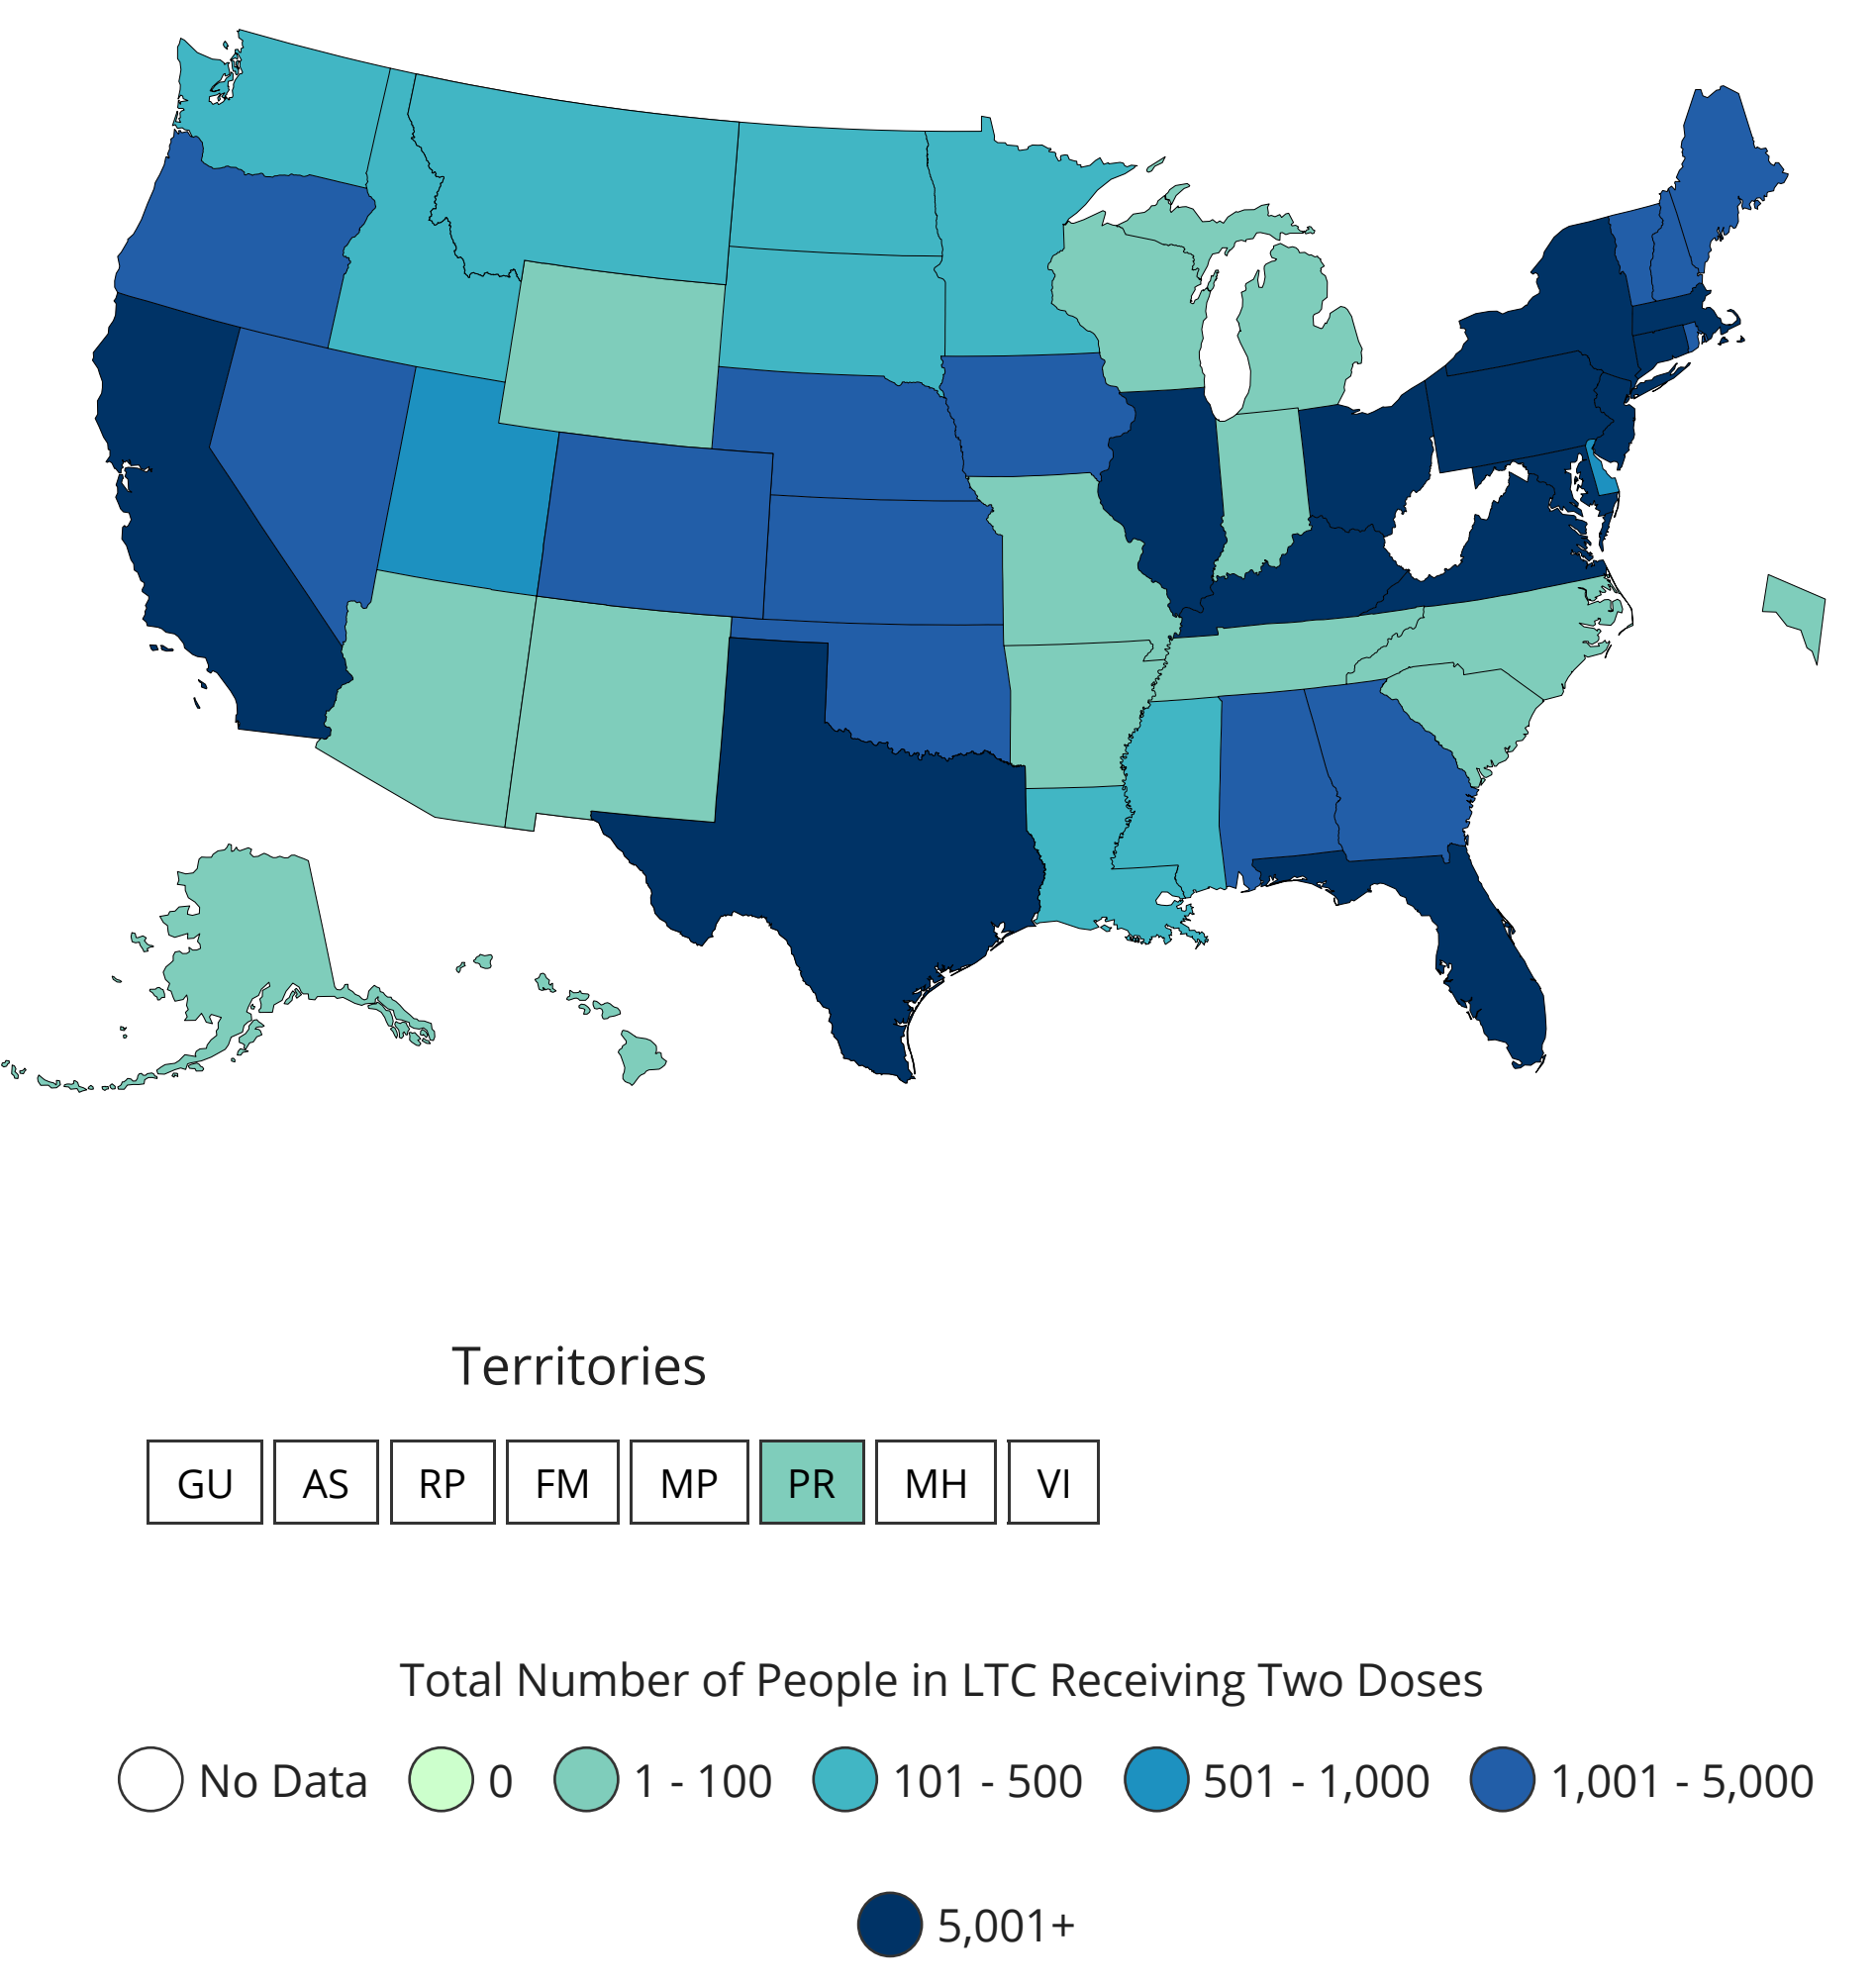 Territories
GU AS RP FM MP PR MH VI
Total Number of People in LTC Receiving Two Doses
No Data 0 1 - 100 101 - 500 501 - 1,000 1,001 - 5,000
5,001+